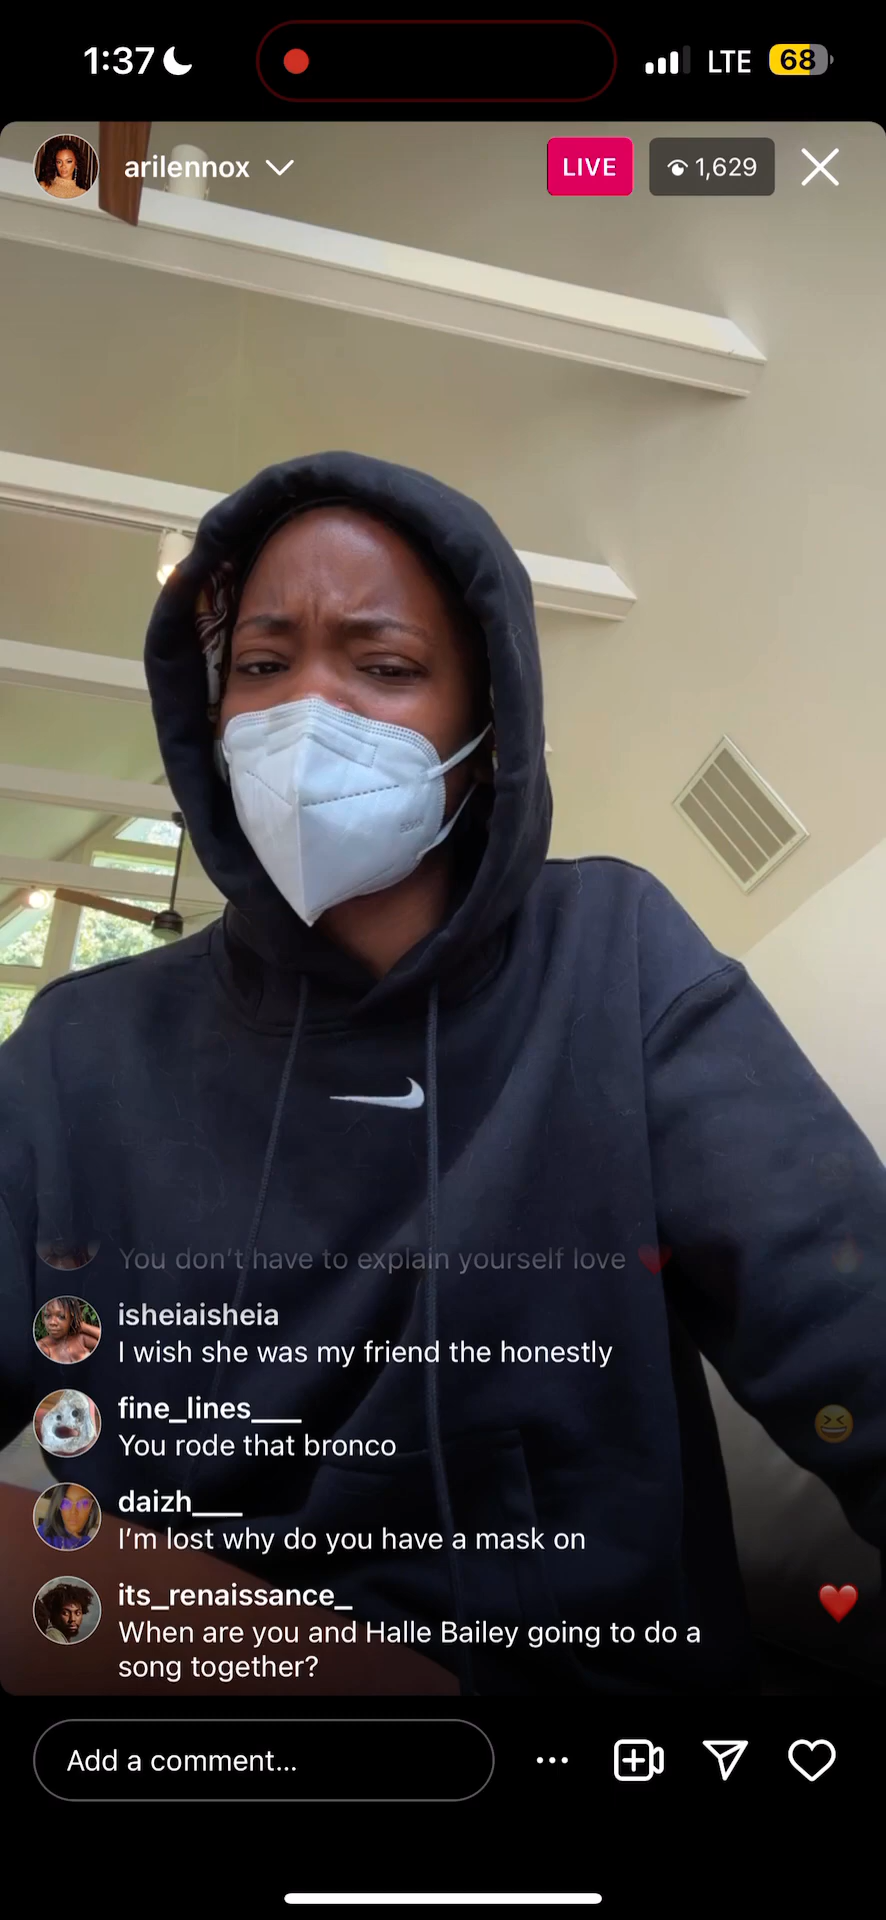 1:37
LTE
68
arilennox
LIVE
1,629
You don't have to explain yourself love
isheiaisheia
I wish she was my friend the honestly
fine_lines___
You rode that bronco
daizh___
I'm lost why do you have a mask on
its_renaissance_
When are you and Halle Bailey going to do a
song together?
Add a comment...